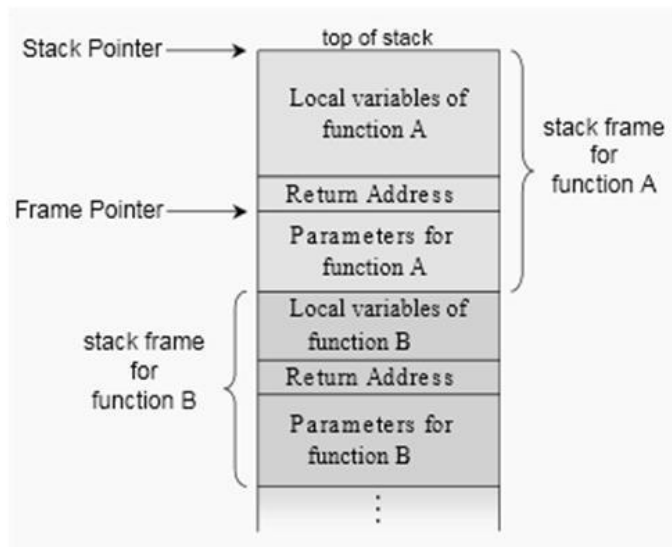 top of stack
Stack Pointer
Local variables of
function A
stack frame
for
function A
Return Address
Frame Pointer
Parameters for
function A
Local variables of
function B
stack frame
for
function B
Return Address
Parameters for
function B